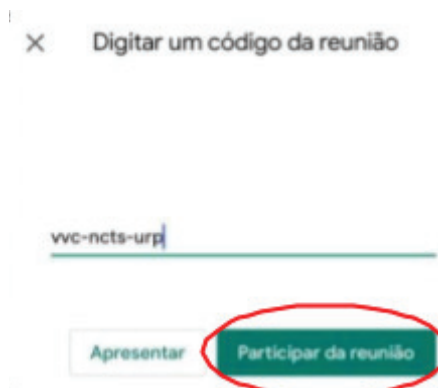 Digitar um código da reunião
vvc-ncts-urp
Apresentar
Participar da reunião